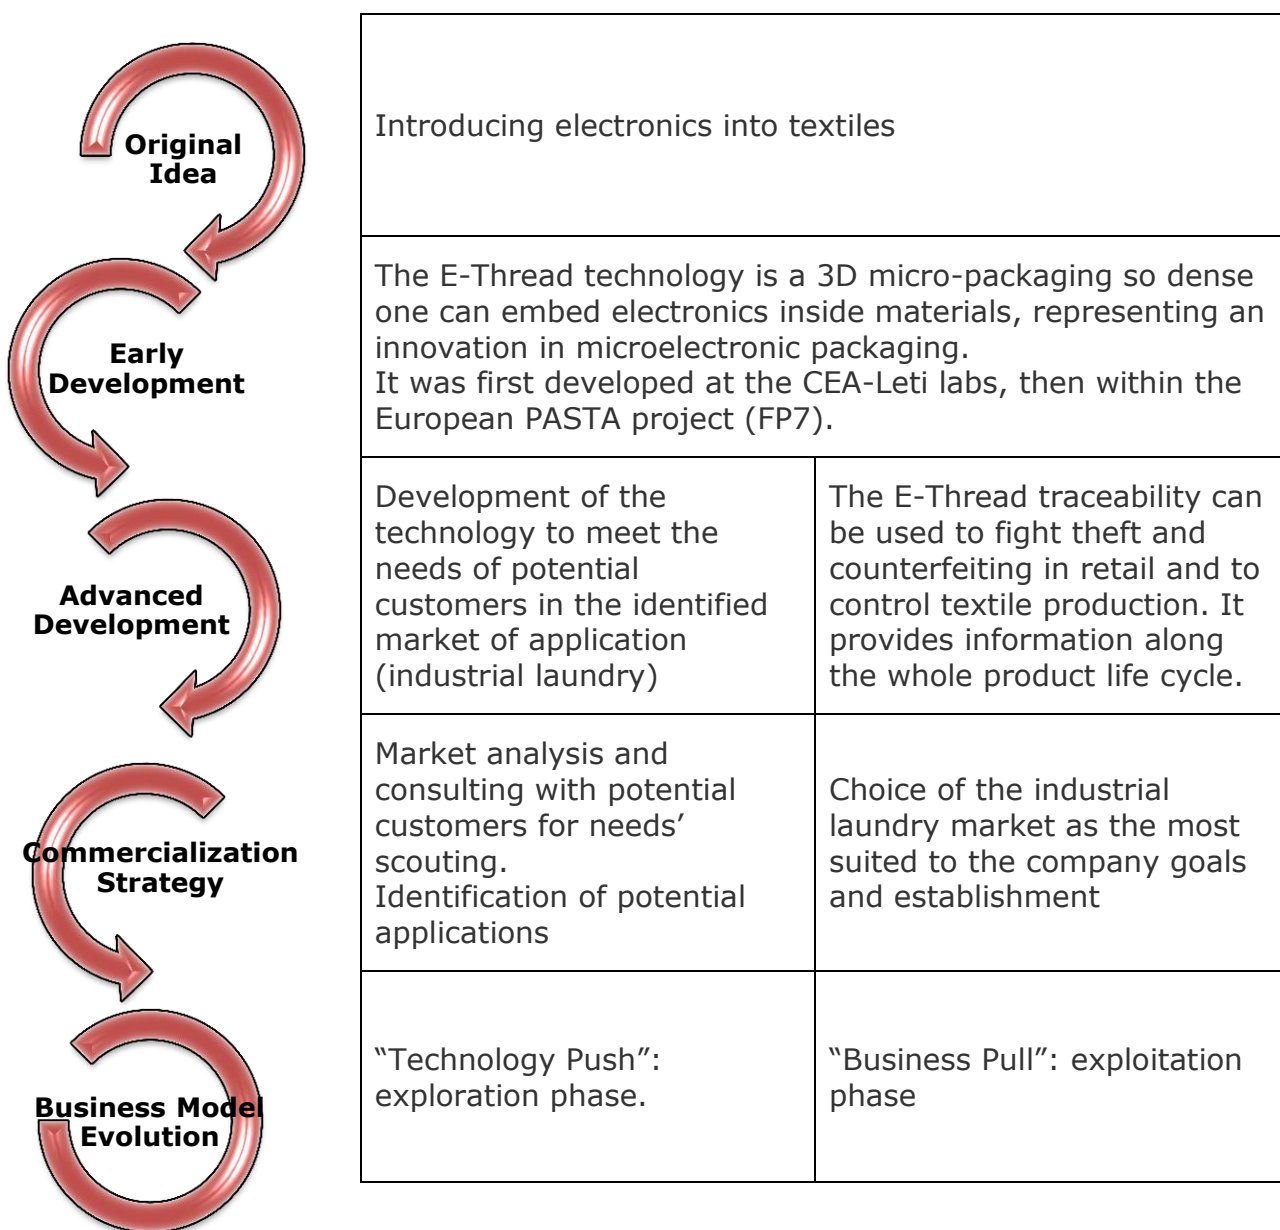 Original
Idea
Introducing electronics into textiles
Early
Development
The E-Thread technology is a 3D micro-packaging so dense
one can embed electronics inside materials, representing an
innovation in microelectronic packaging.
It was first developed at the CEA-Leti labs, then within the
European PASTA project (FP7).
Advanced
Development
Development of the
technology to meet the
needs of potential
customers in the identified
market of application
(industrial laundry)
The E-Thread traceability can
be used to fight theft and
counterfeiting in retail and to
control textile production. It
provides information along
the whole product life cycle.
Commercialization
Strategy
Market analysis and
consulting with potential
customers for needs’
scouting.
Identification of potential
applications
Choice of the industrial
laundry market as the most
suited to the company goals
and establishment
Business Model
Evolution
“Technology Push”:
exploration phase.
“Business Pull”: exploitation
phase